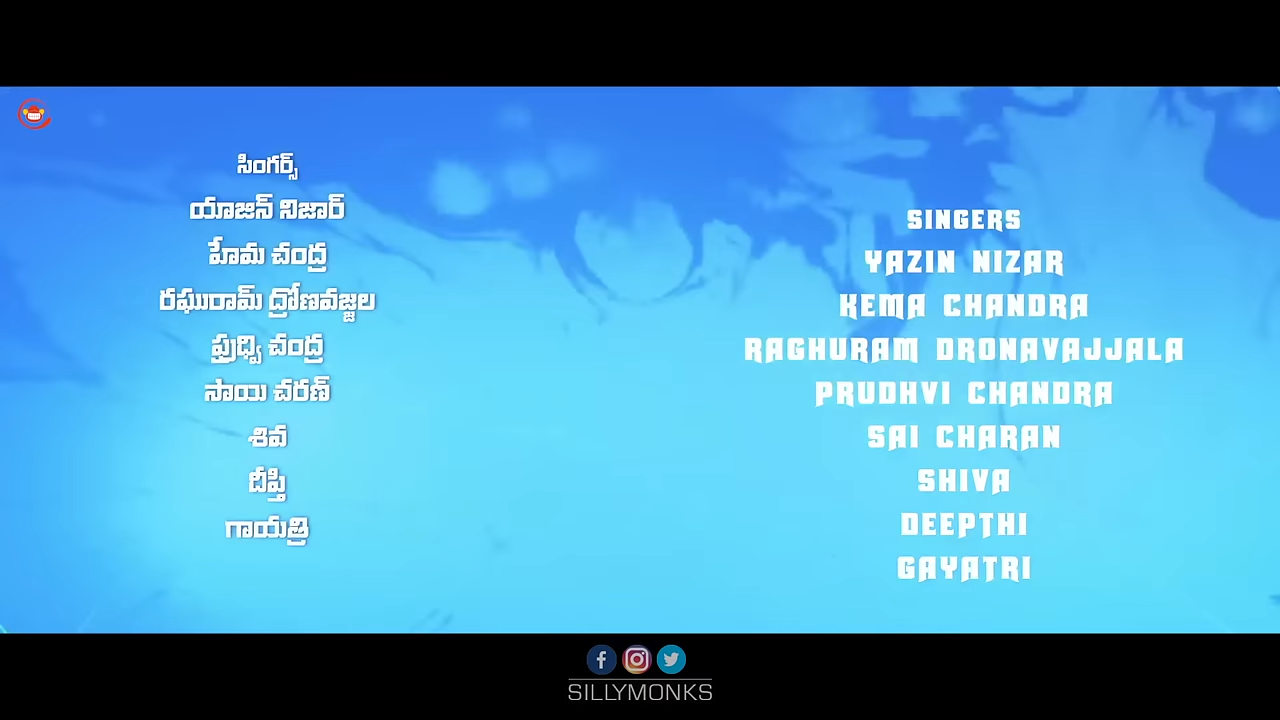 సింగర్స్
యాజిన్ నిజార్
హేమ చంద్ర
రఘురామ్ ద్రోణవజ్జల
ప్రుధ్వి చంద్ర
సాయి చరణ్
శివ
దీప్తి
గాయత్రి
SINGERS
YAZIN NIZAR
HEMA CHANDRA
RAGHURAM DRONAVAJJALA
PRUDHVI CHANDRA
SAI CHARAN
SHIVA
DEEPTHI
GAYATRI
SILLYMONKS